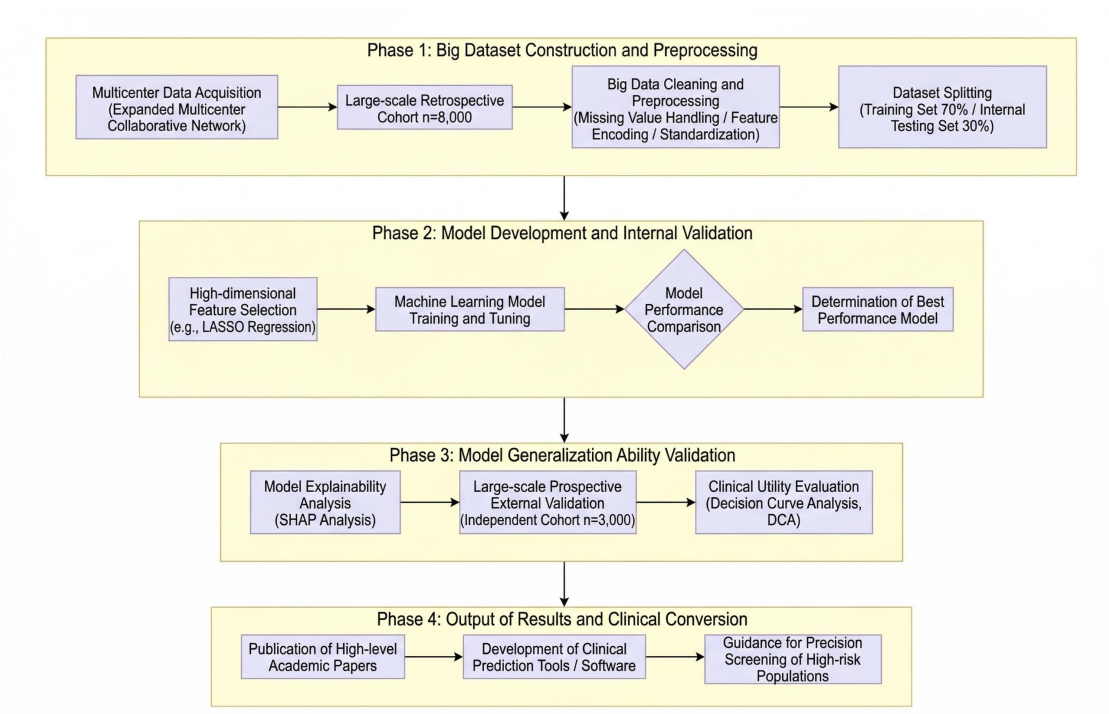 Phase 1: Big Dataset Construction and Preprocessing
Multicenter Data Acquisition
(Expanded Multicenter
Collaborative Network)
Large-scale Retrospective
Cohort n=8,000
Big Data Cleaning and
Preprocessing
(Missing Value Handling / Feature
Encoding / Standardization)
Dataset Splitting
(Training Set 70% / Internal
Testing Set 30%)
Phase 2: Model Development and Internal Validation
High-dimensional
Feature Selection
(e.g., LASSO Regression)
Machine Learning Model
Training and Tuning
Model
Performance
Comparison
Determination of Best
Performance Model
Phase 3: Model Generalization Ability Validation
Model Explainability
Analysis
(SHAP Analysis)
Large-scale Prospective
External Validation
(Independent Cohort n=3,000)
Clinical Utility Evaluation
(Decision Curve Analysis,
DCA)
Phase 4: Output of Results and Clinical Conversion
Publication of High-level
Academic Papers
Development of Clinical
Prediction Tools / Software
Guidance for Precision
Screening of High-risk
Populations